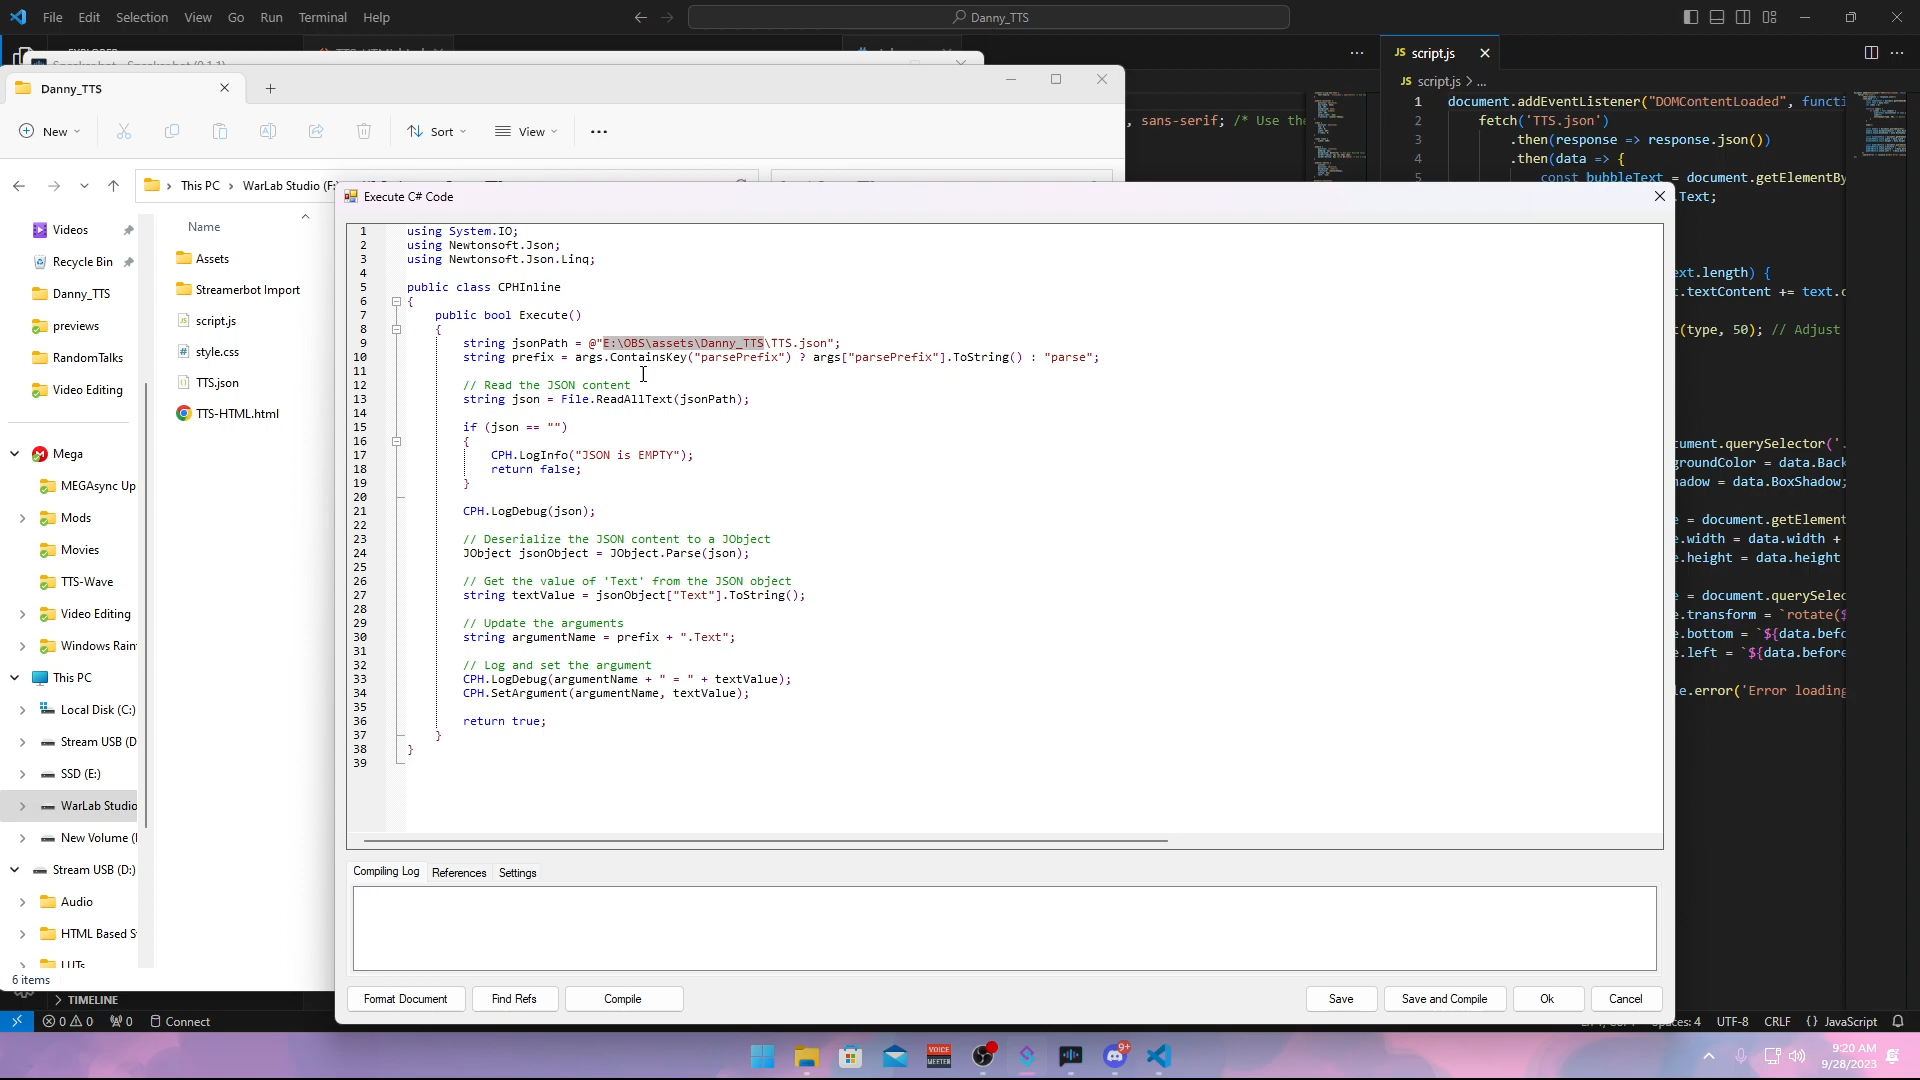 File Edit Selection View Go Run Terminal Help
Danny_TTS
script.js
script.js > ...
Danny_TTS
New
Sort
View
, sans-serif; /* Use the
1 document.addEventListener("DOMContentLoaded", functi
2 fetch('TTS.json')
3 .then(response => response.json())
4 .then(data => {
5 const bubbleText = document.getElementBy
.Text;
ext.length) {
.textContent += text.c
t(type, 50); // Adjust
cument.querySelector('.
groundColor = data.Back
hadow = data.BoxShadow;
e = document.getElement
e.width = data.width +
e.height = data.height
e = document.querySelec
e.transform = `rotate($
e.bottom = `${data.befo
e.left = `${data.before
le.error('Error loading
This PC > WarLab Studio (F:)
Name
Videos
Recycle Bin
Danny_TTS
previews
RandomTalks
Video Editing
Mega
MEGAsync Up
Mods
Movies
TTS-Wave
Video Editing
Windows Rain
This PC
Local Disk (C:)
Stream USB (D
SSD (E:)
WarLab Studio
New Volume (
Stream USB (D:)
Audio
HTML Based S
LUTs
6 items
Assets
Streamerbot Import
script.js
style.css
TTS.json
TTS-HTML.html
Execute C# Code
1 using System.IO;
2 using Newtonsoft.Json;
3 using Newtonsoft.Json.Linq;
4
5 public class CPHInline
6 {
7 public bool Execute()
8 {
9 string jsonPath = @"E:\OBS\assets\Danny_TTS\TTS.json";
10 string prefix = args.ContainsKey("parsePrefix") ? args["parsePrefix"].ToString() : "parse";
11
12 // Read the JSON content
13 string json = File.ReadAllText(jsonPath);
14
15 if (json == "")
16 {
17 CPH.LogInfo("JSON is EMPTY");
18 return false;
19 }
20
21 CPH.LogDebug(json);
22
23 // Deserialize the JSON content to a JObject
24 JObject jsonObject = JObject.Parse(json);
25
26 // Get the value of 'Text' from the JSON object
27 string textValue = jsonObject["Text"].ToString();
28
29 // Update the arguments
30 string argumentName = prefix + ".Text";
31
32 // Log and set the argument
33 CPH.LogDebug(argumentName + " = " + textValue);
34 CPH.SetArgument(argumentName, textValue);
35
36 return true;
37 }
38 }
39
Compiling Log References Settings
Format Document Find Refs Compile Save Save and Compile Ok Cancel
TIMELINE
0 0 0 Connect
Spaces: 4 UTF-8 CRLF {} JavaScript
VOICE MEETER
9+
9:20 AM
9/28/2023